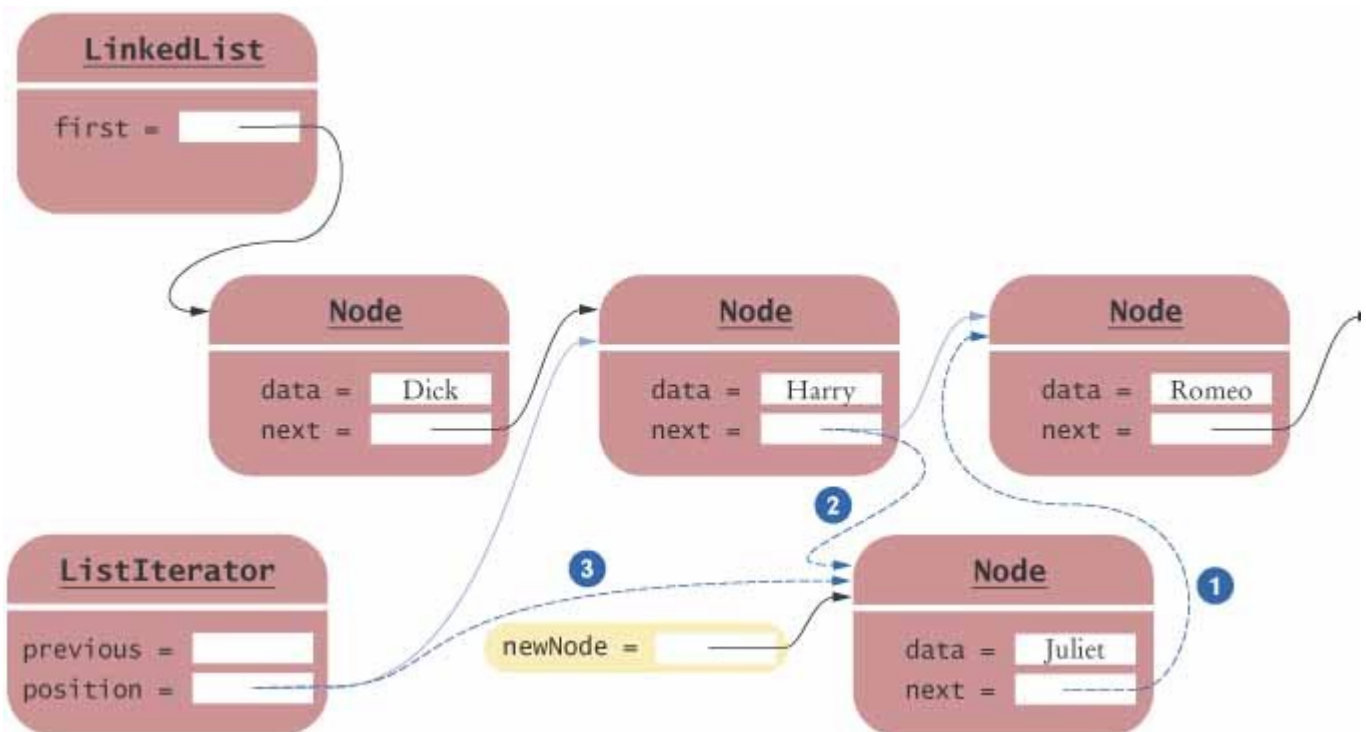 LinkedList
first =
Node
data = Dick
next =
Node
data = Harry
next =
Node
data = Romeo
next =
2
1
3
ListIterator
previous =
position =
newNode =
Node
data = Juliet
next =